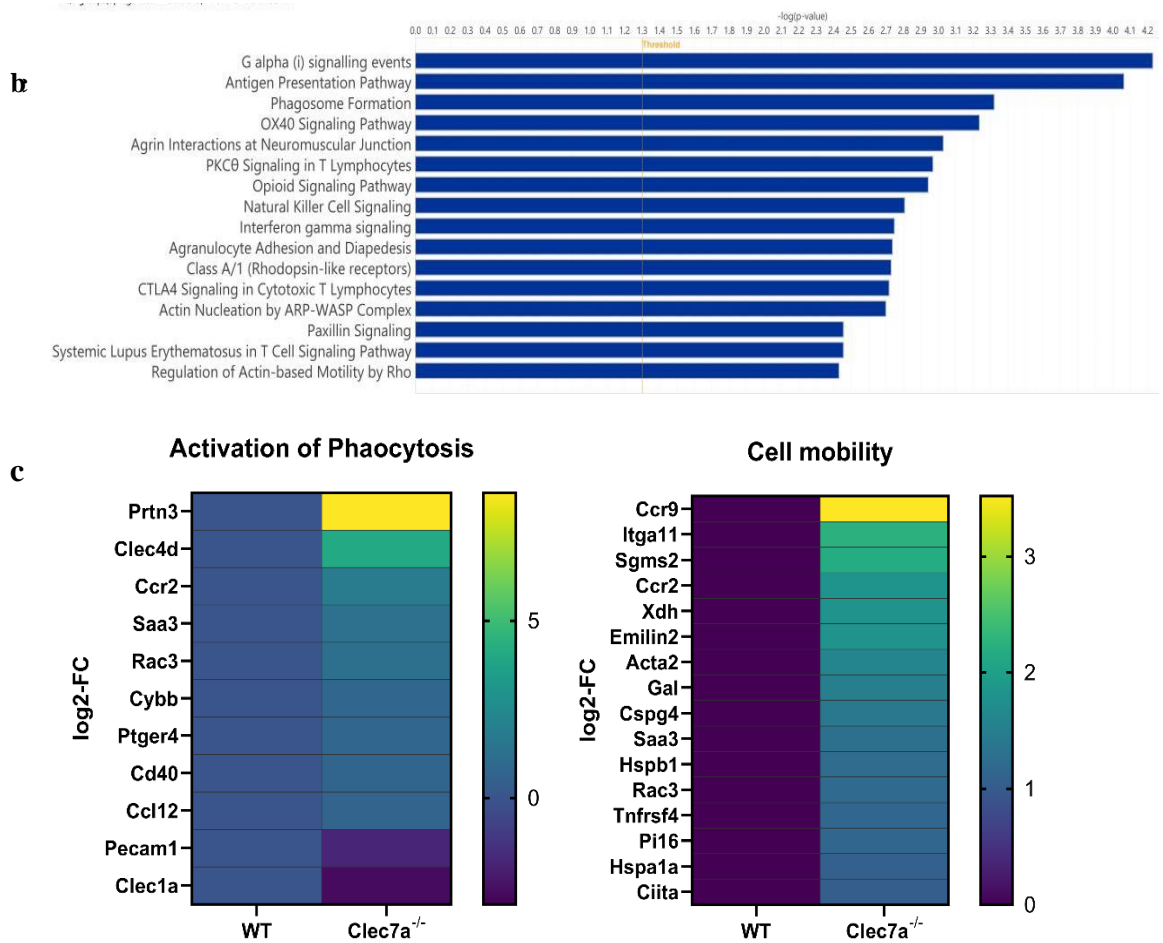 -log(p-value)
0.0 0.1 0.2 0.3 0.4 0.5 0.6 0.7 0.8 0.9 1.0 1.1 1.2 1.3 1.4 1.5 1.6 1.7 1.8 1.9 2.0 2.1 2.2 2.3 2.4 2.5 2.6 2.7 2.8 2.9 3.0 3.1 3.2 3.3 3.4 3.5 3.6 3.7 3.8 3.9 4.0 4.1 4.2
Threshold
b
G alpha (i) signalling events
Antigen Presentation Pathway
Phagosome Formation
OX40 Signaling Pathway
Agrin Interactions at Neuromuscular Junction
PKCθ Signaling in T Lymphocytes
Opioid Signaling Pathway
Natural Killer Cell Signaling
Interferon gamma signaling
Agranulocyte Adhesion and Diapedesis
Class A/1 (Rhodopsin-like receptors)
CTLA4 Signaling in Cytotoxic T Lymphocytes
Actin Nucleation by ARP-WASP Complex
Paxillin Signaling
Systemic Lupus Erythematosus in T Cell Signaling Pathway
Regulation of Actin-based Motility by Rho
c
Activation of Phaocytosis
log2-FC
Prtn3
Clec4d
Ccr2
Saa3
Rac3
Cybb
Ptger4
Cd40
Ccl12
Pecam1
Clec1a
WT Clec7a-/-
5
0
Cell mobility
log2-FC
Ccr9
Itga11
Sgms2
Ccr2
Xdh
Emilin2
Acta2
Gal
Cspg4
Saa3
Hspb1
Rac3
Tnfrsf4
Pi16
Hspa1a
Ciita
WT Clec7a-/-
3
2
1
0